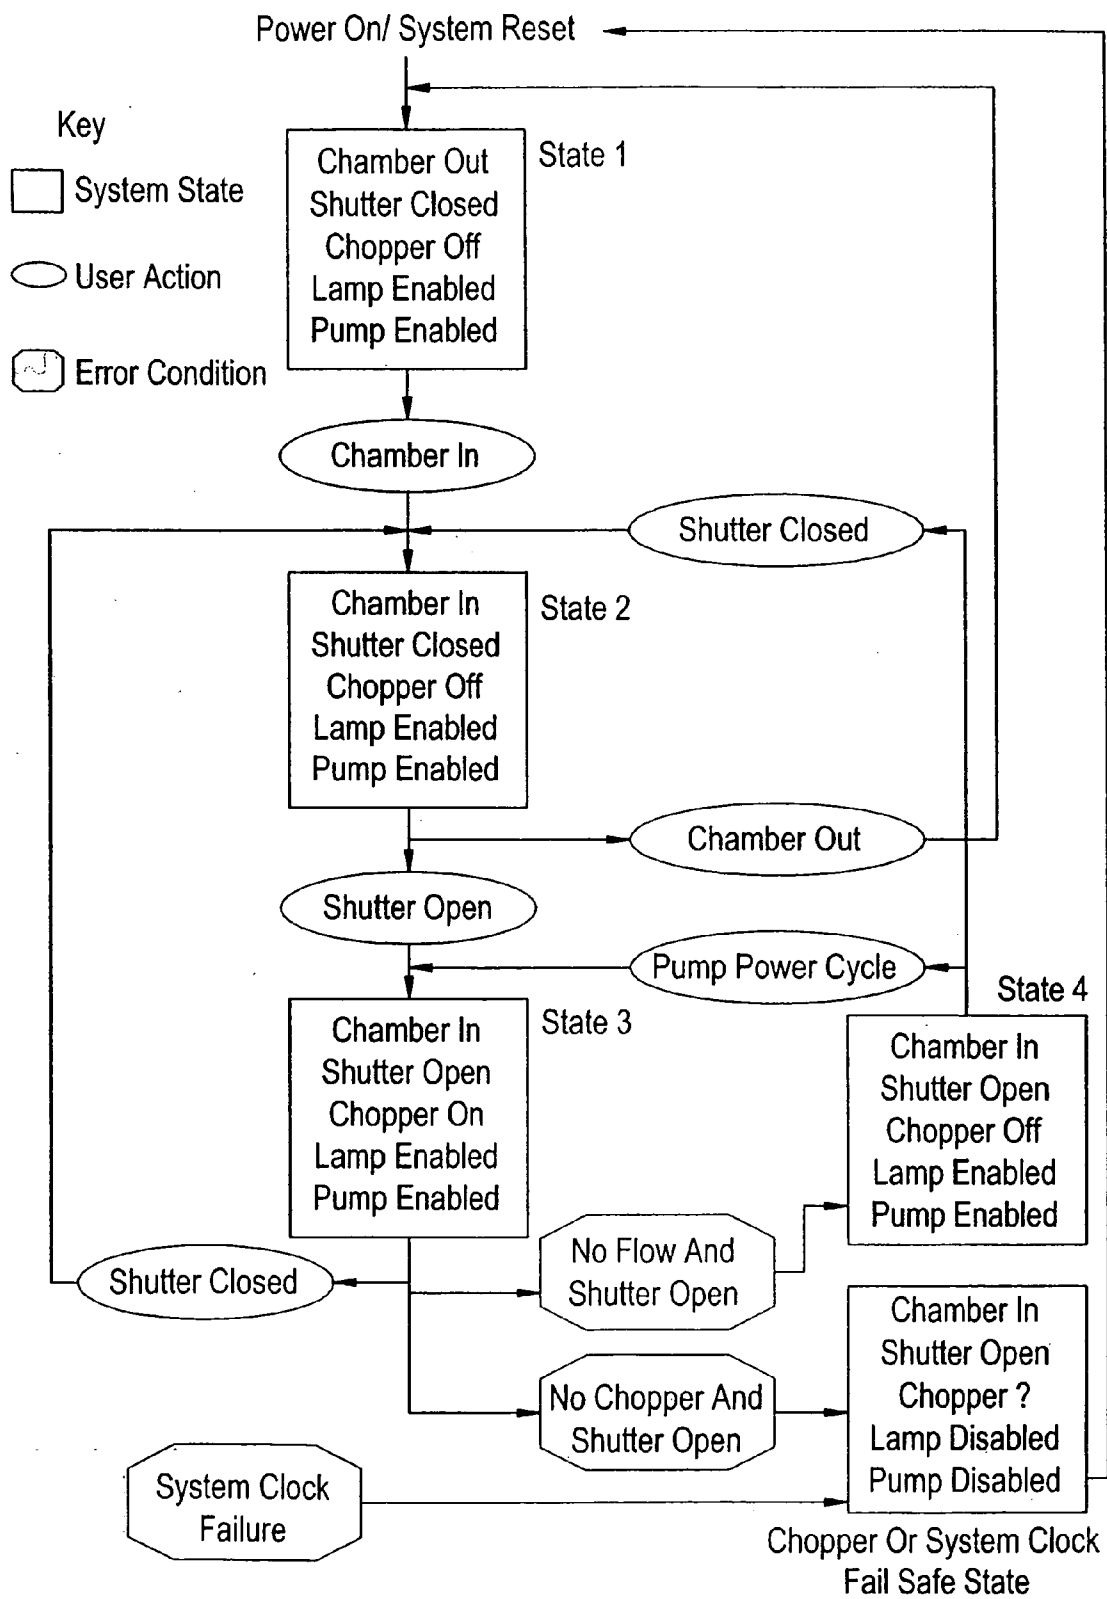 Power On/ System Reset
Key
System State
User Action
Error Condition
Chamber Out
Shutter Closed
Chopper Off
Lamp Enabled
Pump Enabled
State 1
Chamber In
Shutter Closed
Chamber In
Shutter Closed
Chopper Off
Lamp Enabled
Pump Enabled
State 2
Chamber Out
Shutter Open
Pump Power Cycle
State 4
Chamber In
Shutter Open
Chopper On
Lamp Enabled
Pump Enabled
State 3
Chamber In
Shutter Open
Chopper Off
Lamp Enabled
Pump Enabled
No Flow And
Shutter Open
Shutter Closed
Chamber In
Shutter Open
Chopper ?
Lamp Disabled
Pump Disabled
No Chopper And
Shutter Open
System Clock
Failure
Chopper Or System Clock
Fail Safe State